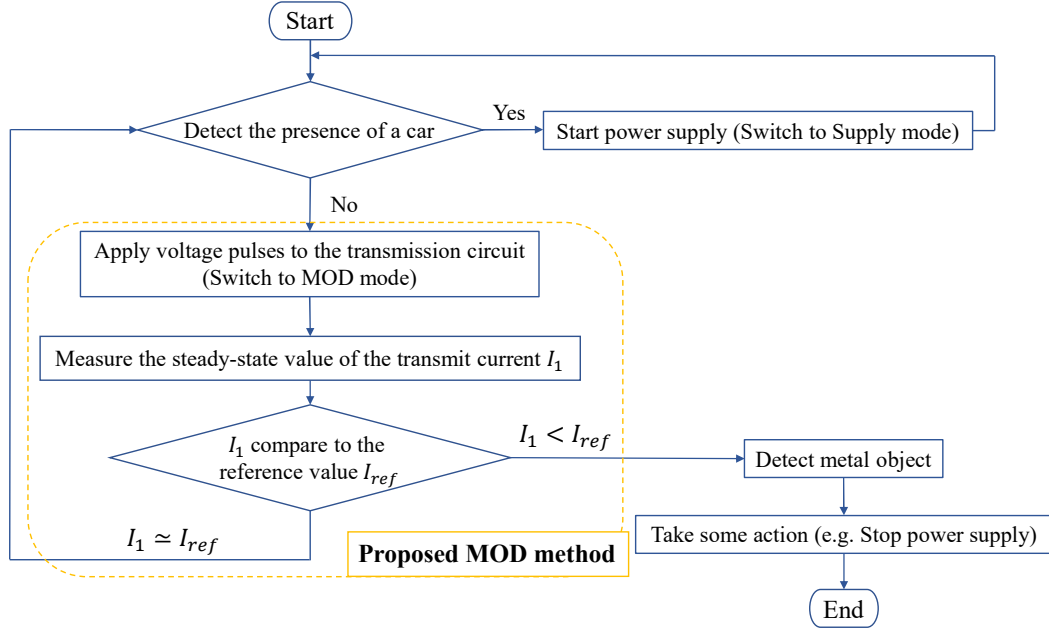 Start
Detect the presence of a car
Yes
Start power supply (Switch to Supply mode)
No
Apply voltage pulses to the transmission circuit
(Switch to MOD mode)
Measure the steady-state value of the transmit current I₁
I₁ compare to the
reference value I_ref
I₁ < I_ref
Detect metal object
I₁ ≃ I_ref
Proposed MOD method
Take some action (e.g. Stop power supply)
End